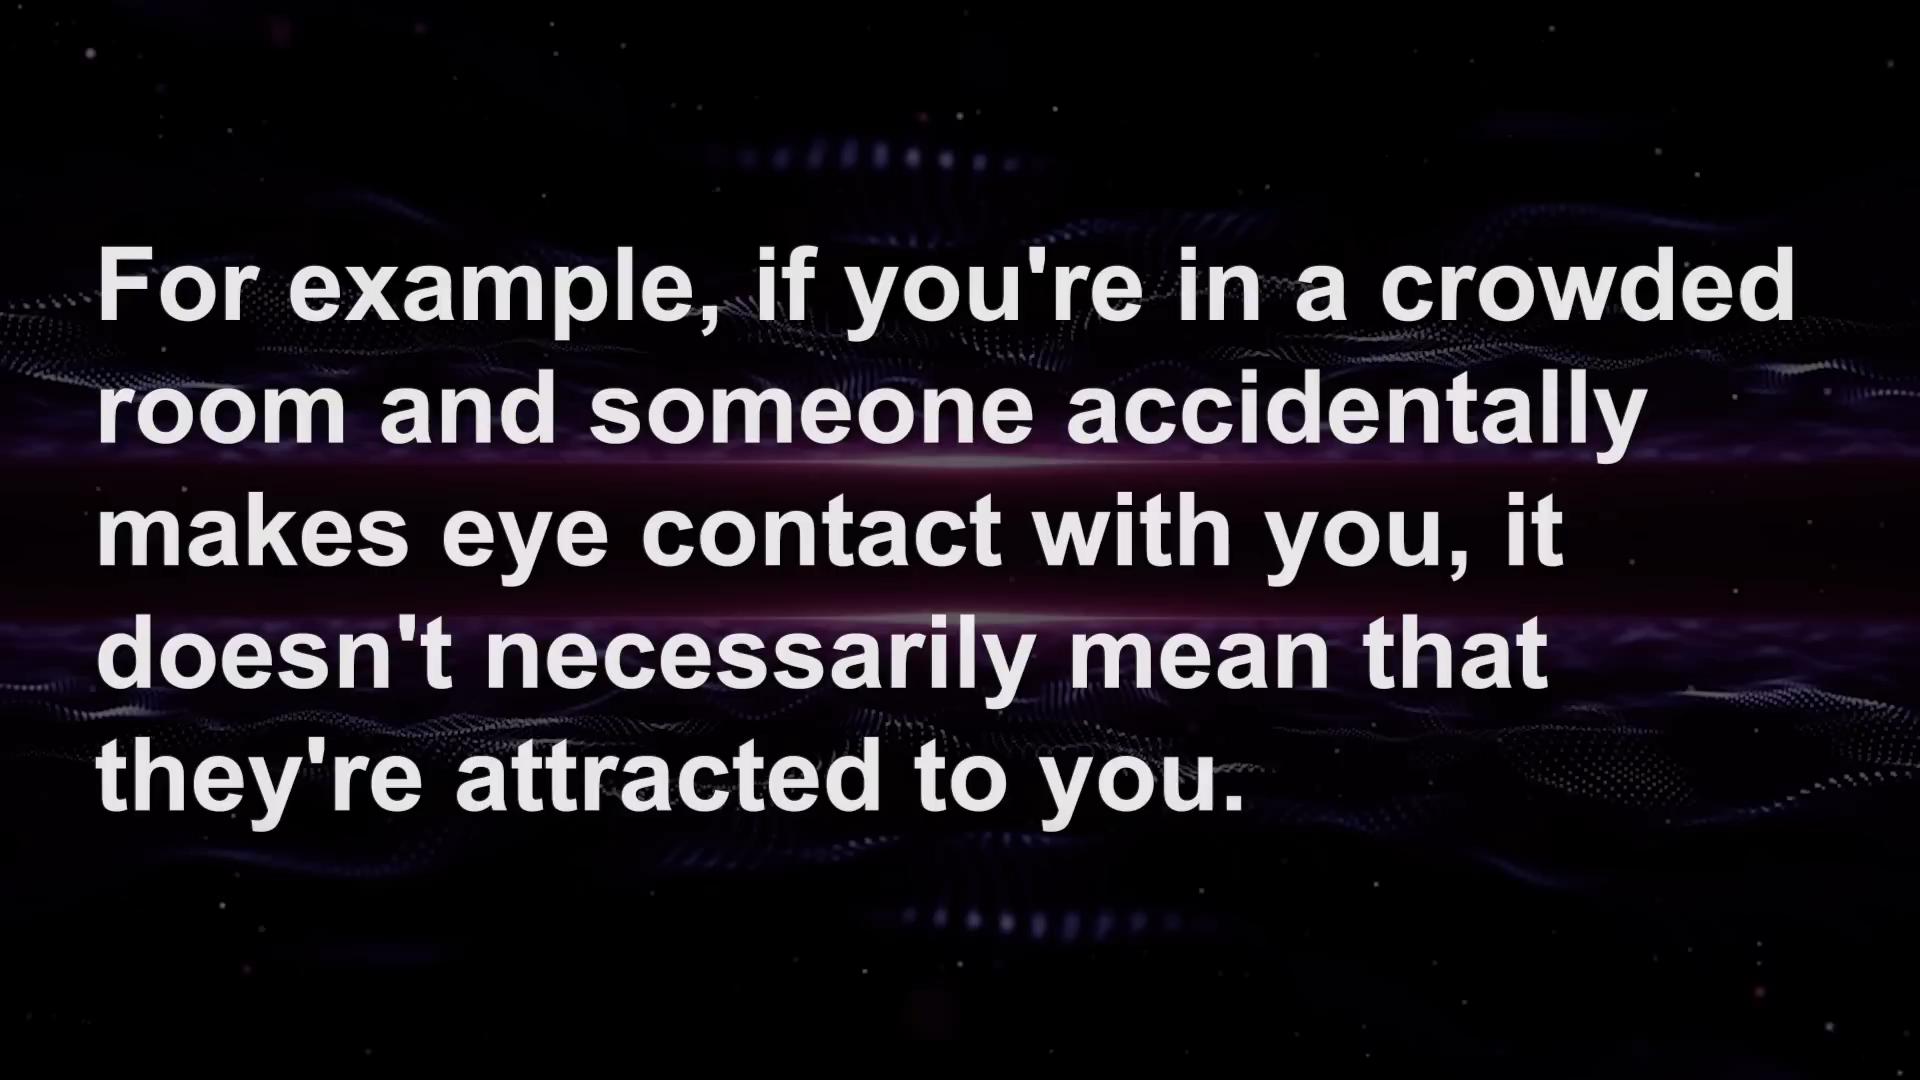 For example, if you're in a crowded
room and someone accidentally
makes eye contact with you, it
doesn't necessarily mean that
they're attracted to you.